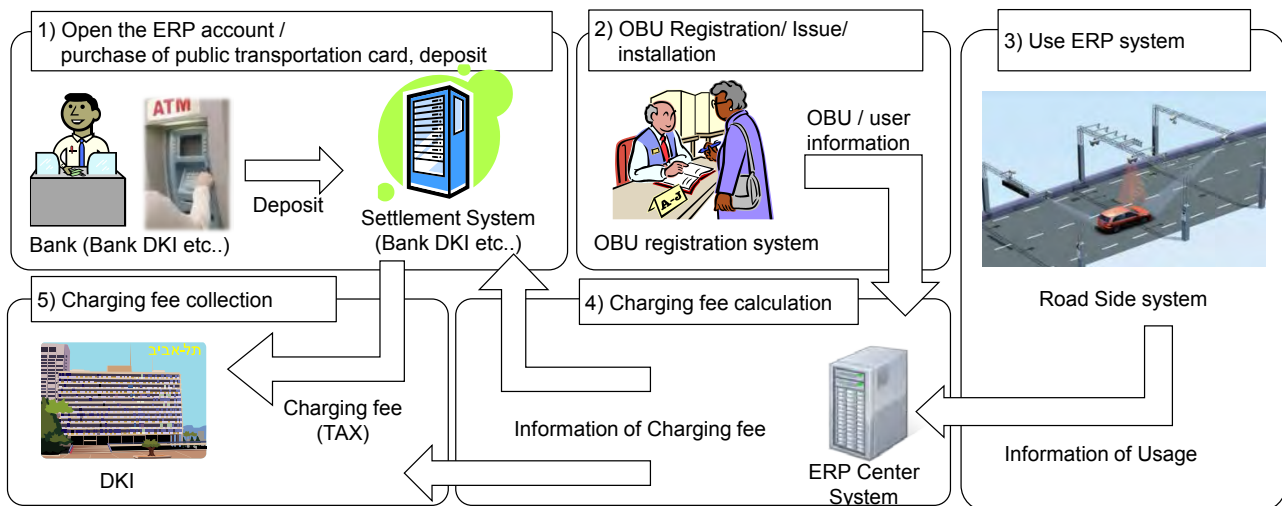 1) Open the ERP account /
purchase of public transportation card, deposit
ATM
Deposit
Bank (Bank DKI etc..)
Settlement System
(Bank DKI etc..)
2) OBU Registration/ Issue/
installation
A-J
OBU / user
information
OBU registration system
3) Use ERP system
Road Side system
Information of Usage
4) Charging fee calculation
Information of Charging fee
ERP Center
System
5) Charging fee collection
תל-אביב
Charging fee
(TAX)
DKI